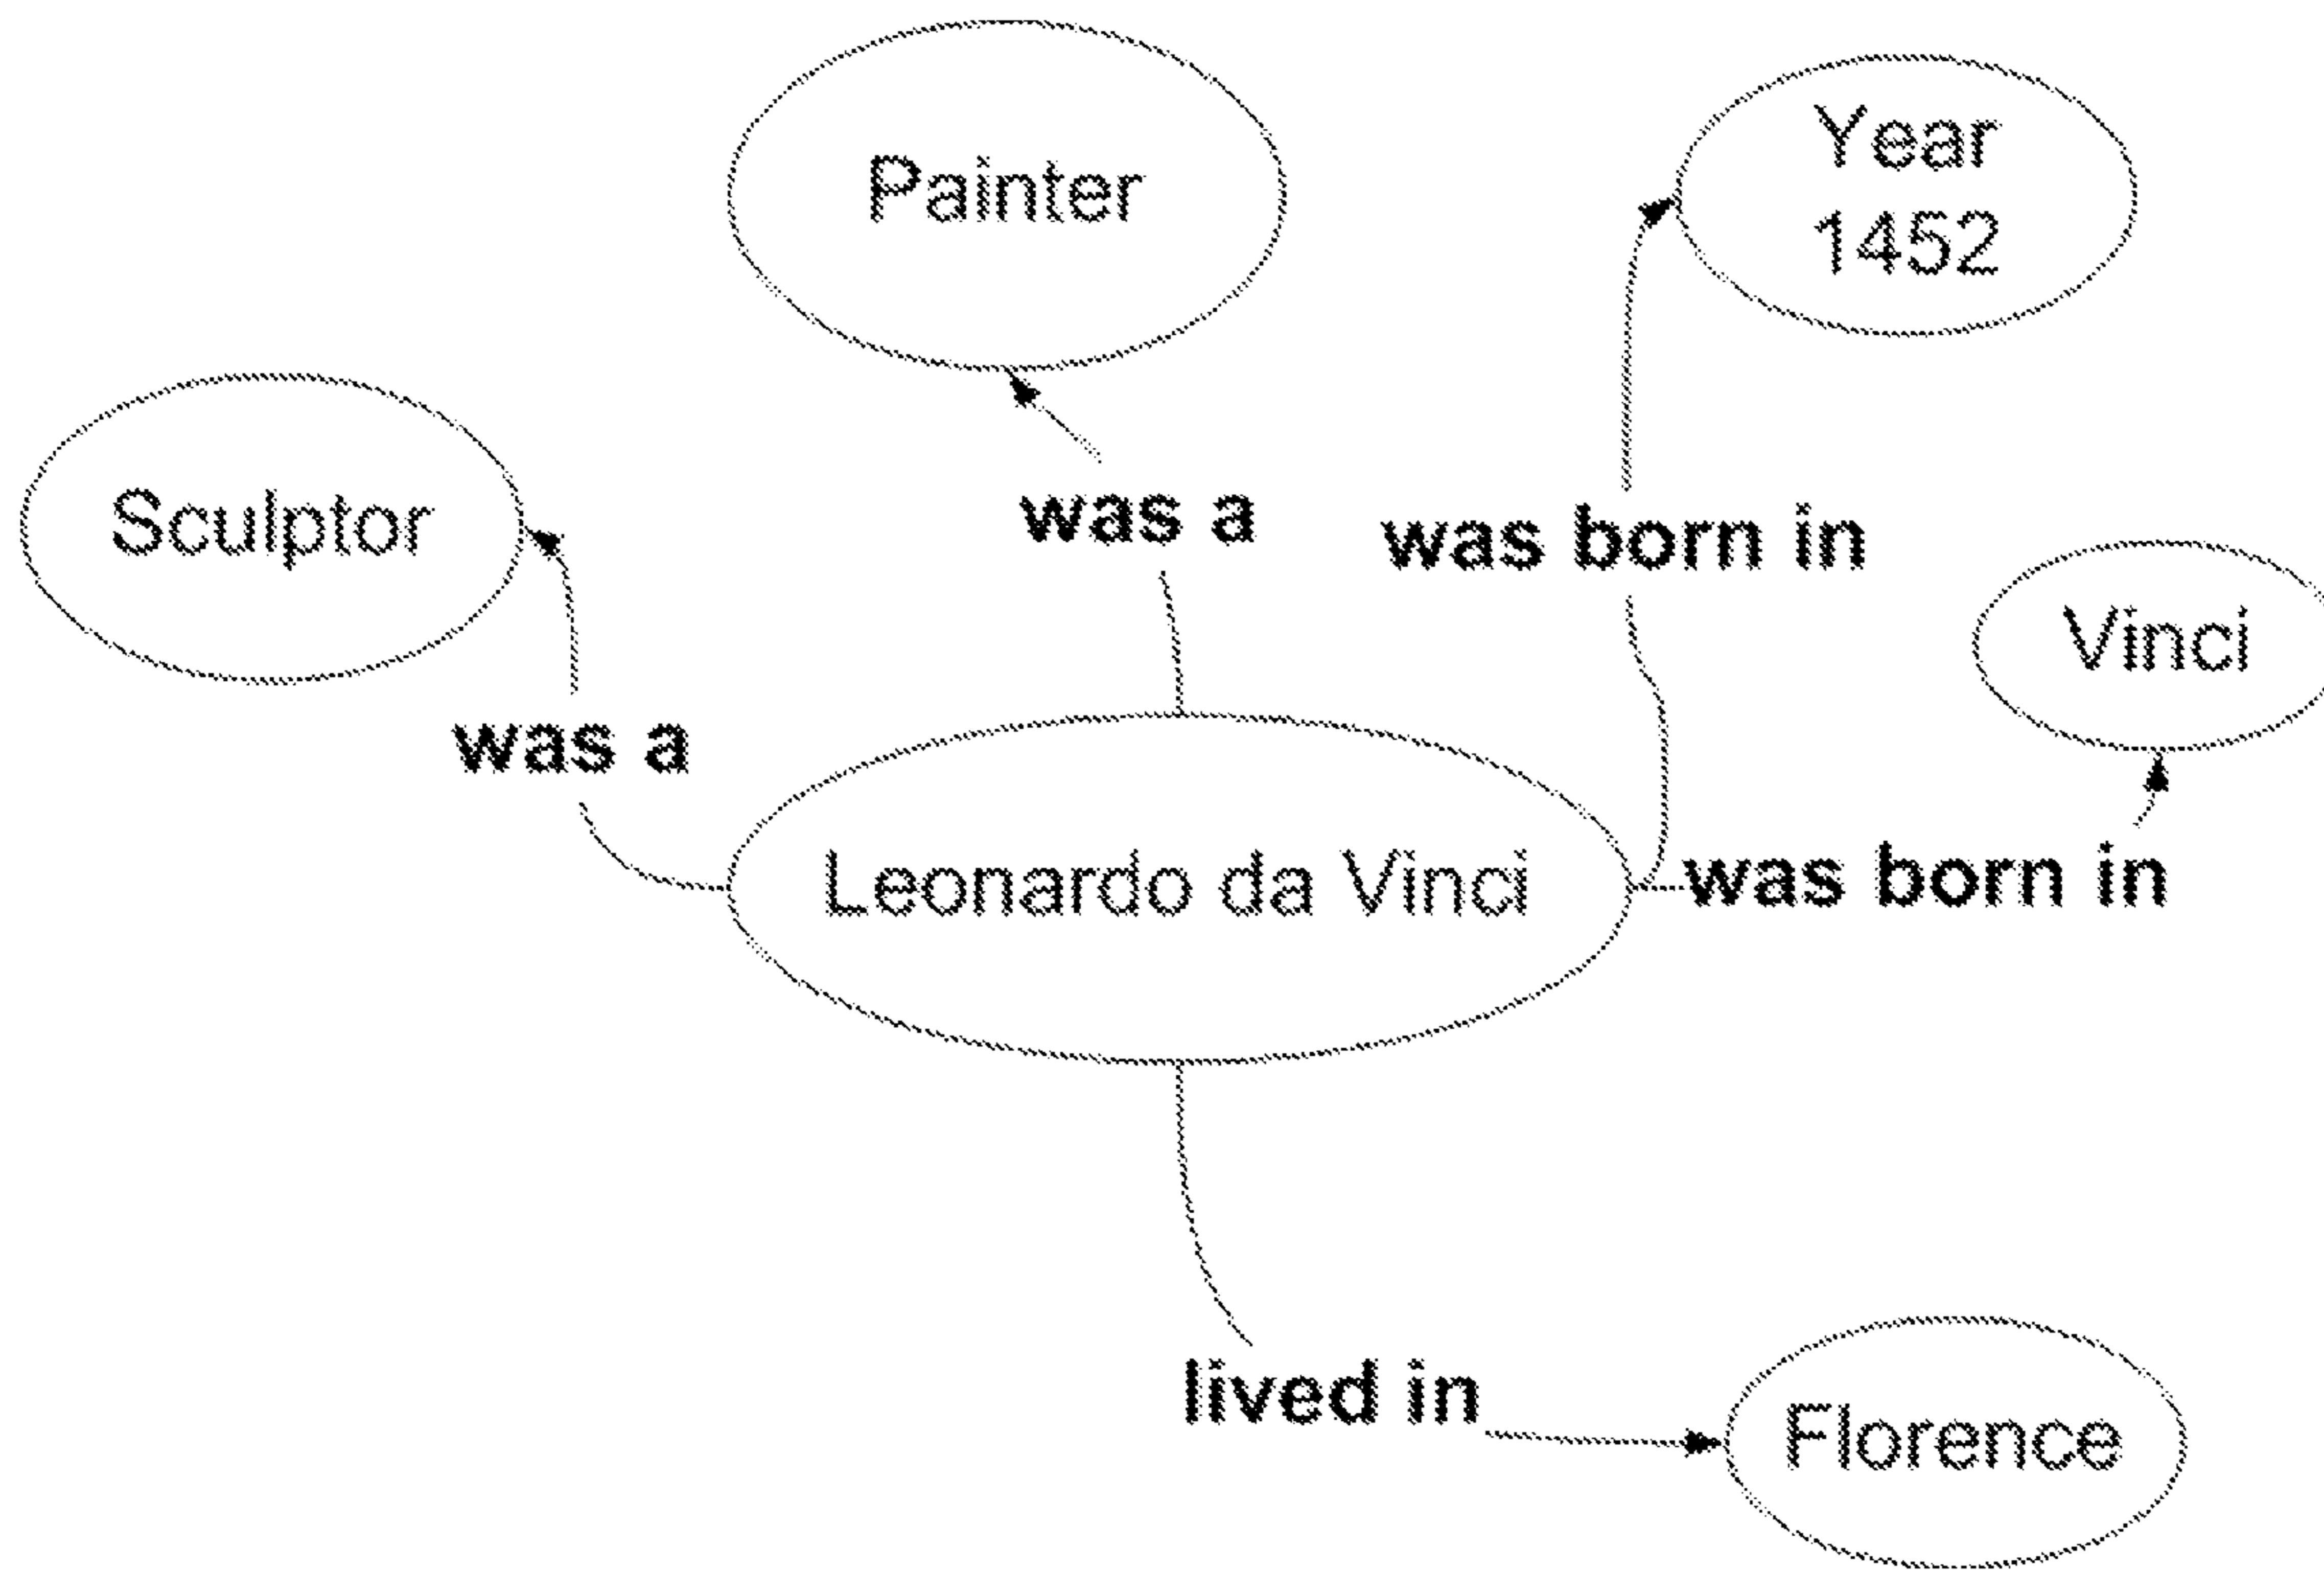 Painter
Year
1452
Sculptor
was a
was born in
Vinci
was a
Leonardo da Vinci
was born in
lived in
Florence